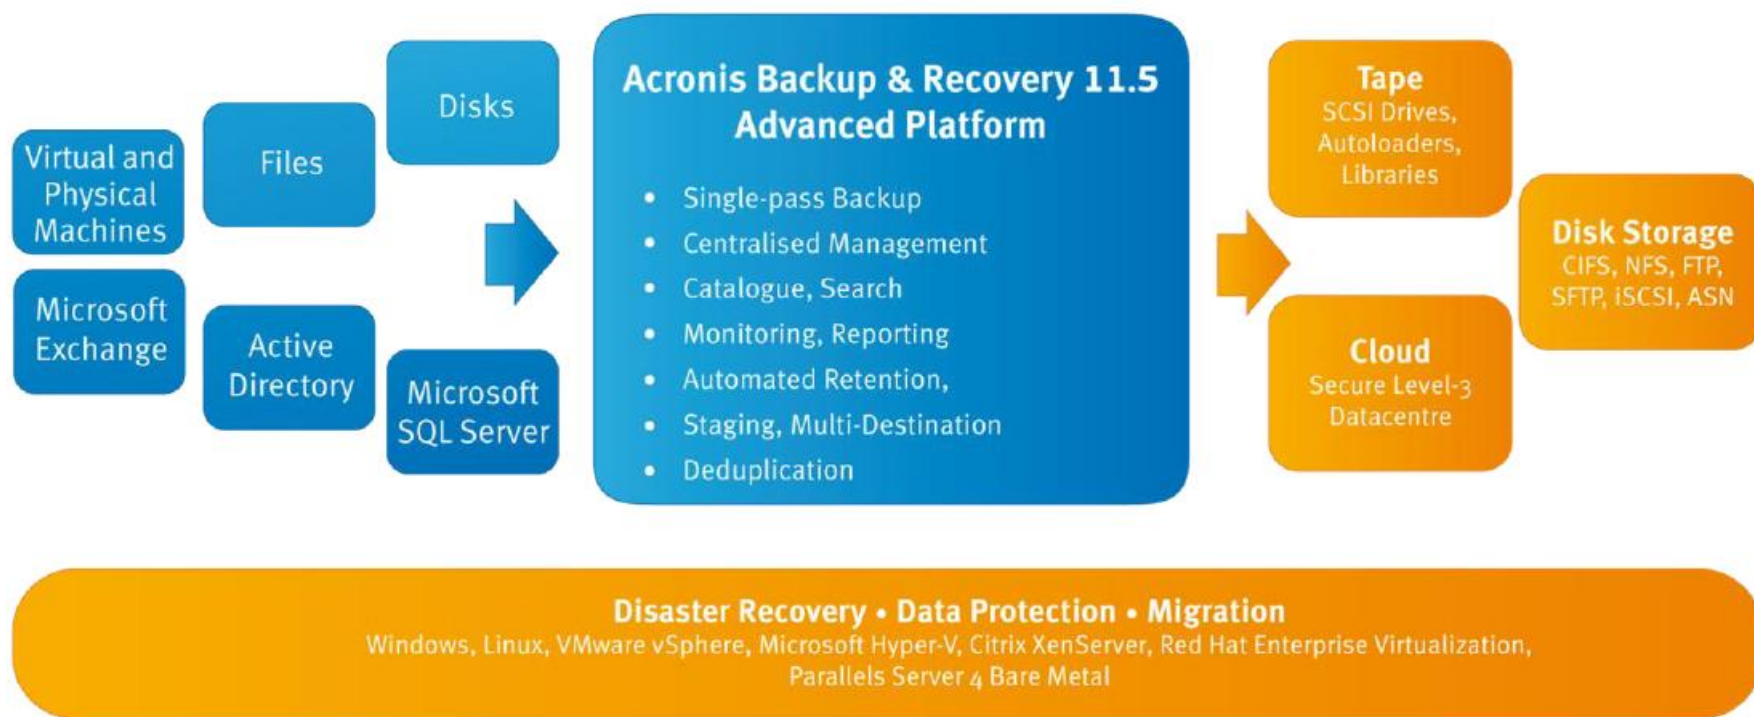 Virtual and
Physical
Machines
Files
Disks
Microsoft
Exchange
Active
Directory
Microsoft
SQL Server
Acronis Backup & Recovery 11.5
Advanced Platform
• Single-pass Backup
• Centralised Management
• Catalogue, Search
• Monitoring, Reporting
• Automated Retention,
• Staging, Multi-Destination
• Deduplication
Tape
SCSI Drives,
Autoloaders,
Libraries
Disk Storage
CIFS, NFS, FTP,
SFTP, iSCSI, ASN
Cloud
Secure Level-3
Datacentre
Disaster Recovery • Data Protection • Migration
Windows, Linux, VMware vSphere, Microsoft Hyper-V, Citrix XenServer, Red Hat Enterprise Virtualization,
Parallels Server 4 Bare Metal